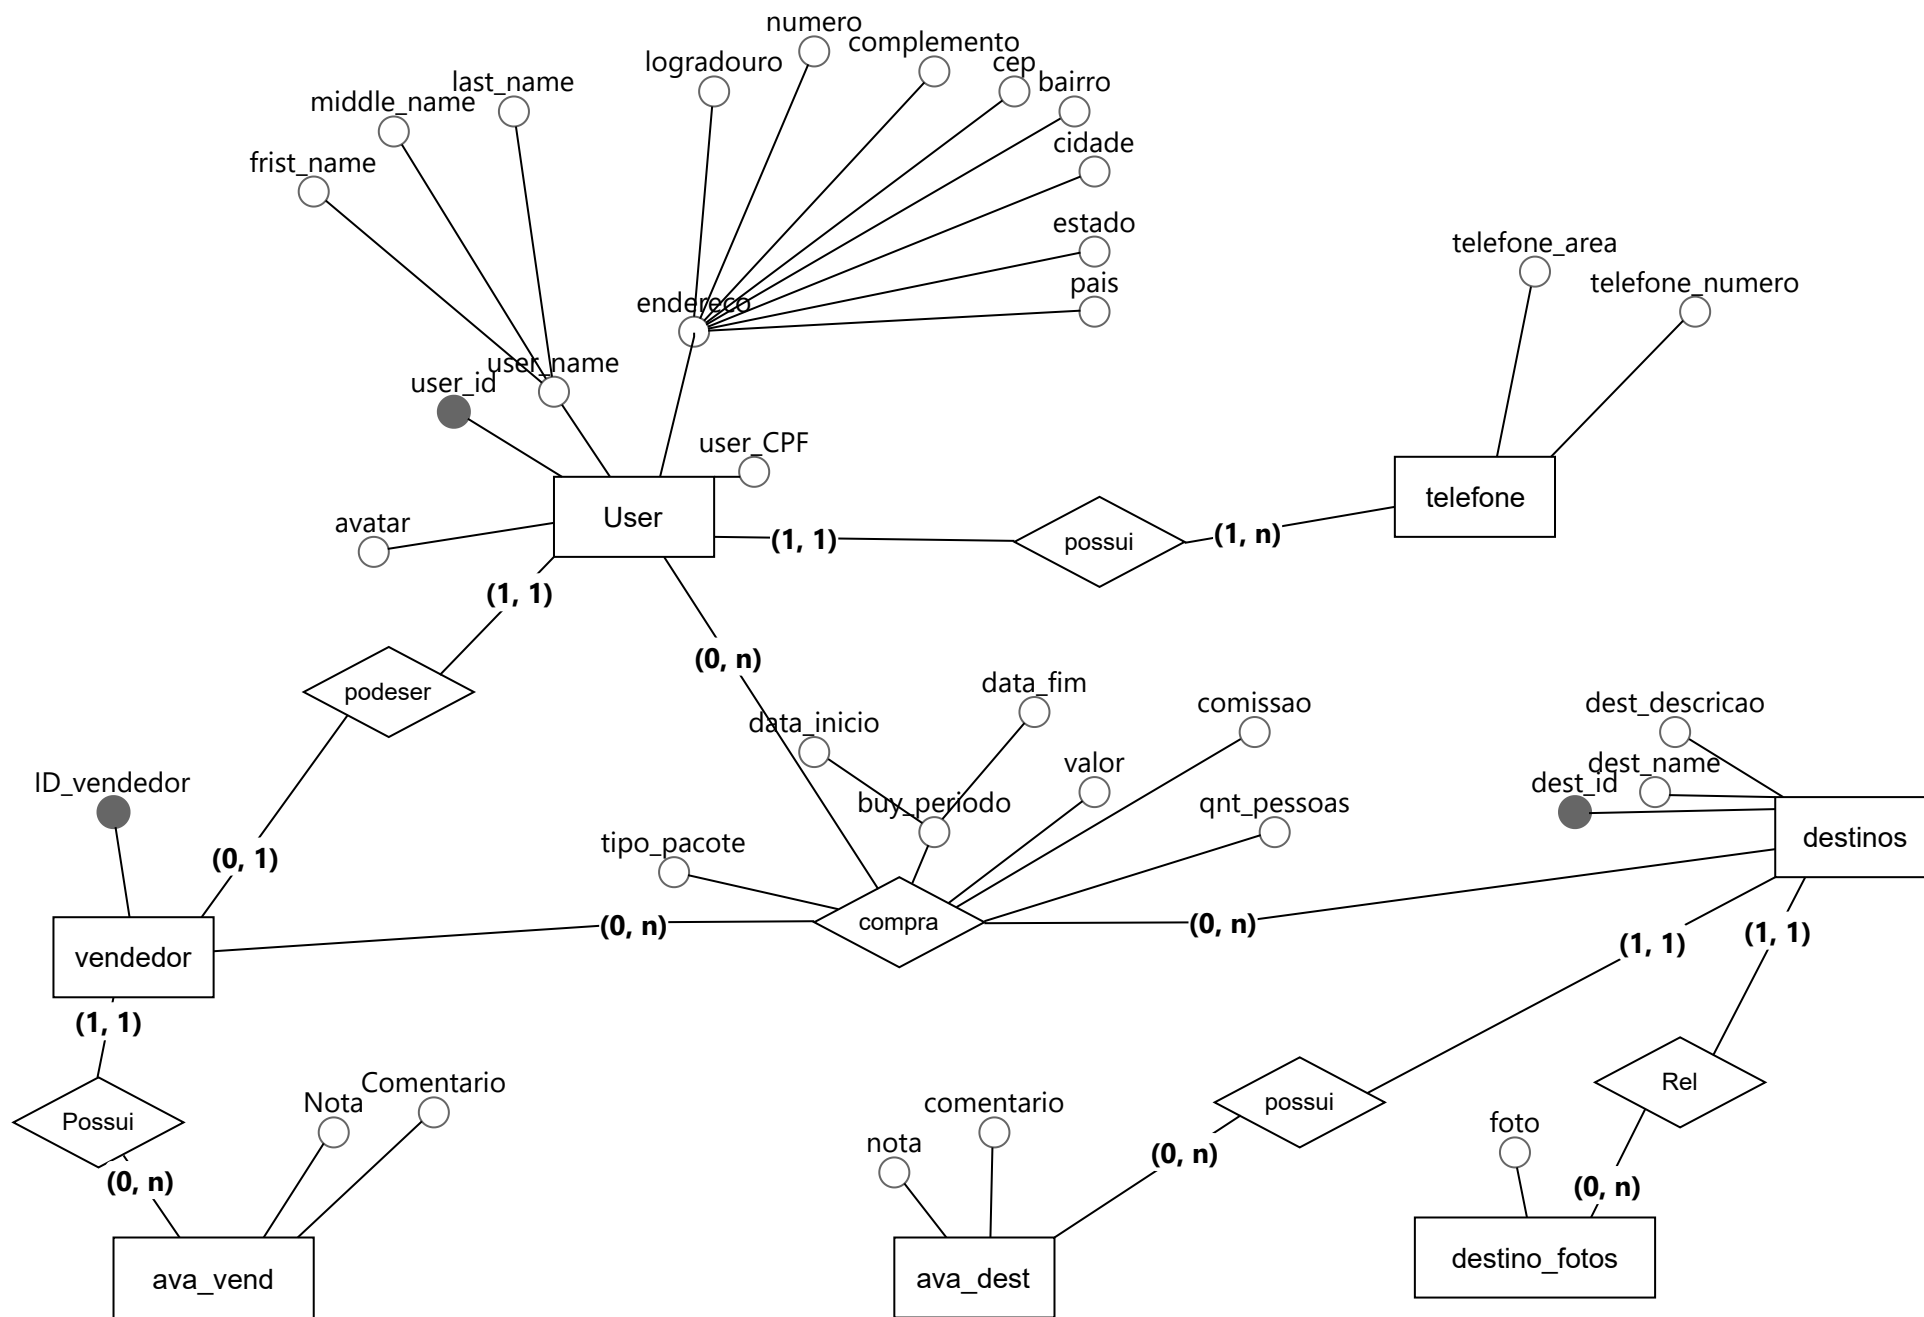 numero
complemento
last_name
logradouro
cep
middle_name
bairro
cidade
frist_name
estado
telefone_area
pais
telefone_numero
endereco
user_name
user_id
user_CPF
avatar
User
telefone
(1, 1)
possui
(1, n)
(1, 1)
(0, n)
podeser
data_fim
comissao
dest_descricao
data_inicio
valor
dest_name
ID_vendedor
dest_id
buy_periodo
qnt_pessoas
tipo_pacote
destinos
(0, 1)
compra
(0, n)
(0, n)
vendedor
(1, 1)
(1, 1)
(1, 1)
Comentario
Rel
Nota
comentario
possui
Possui
foto
nota
(0, n)
(0, n)
(0, n)
ava_vend
ava_dest
destino_fotos